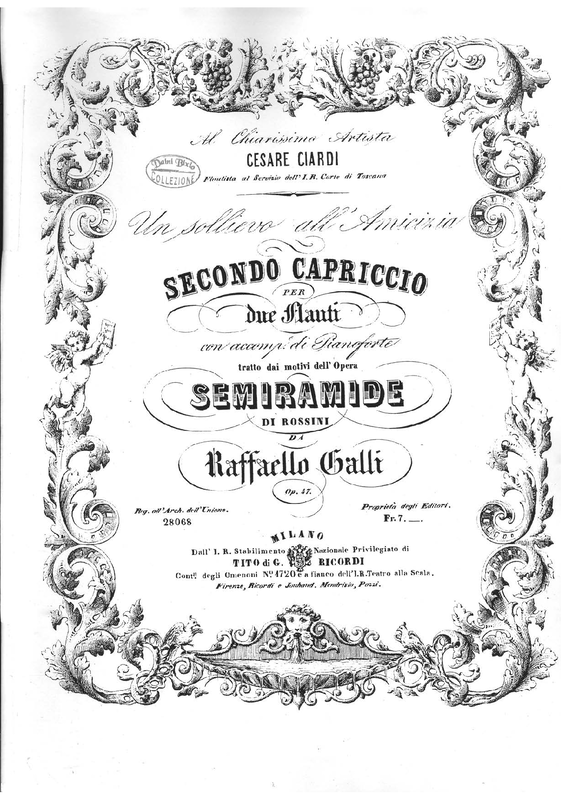 Al Chiarissimo Artista
CESARE CIARDI
COLLEZIONE
Flautista al Servizio dell' I. R. Corte di Toscana
Un sollievo all' Amicizia
SECONDO CAPRICCIO
PER
due Flauti
con accomp.to di Pianoforte
tratto dai motivi dell' Opera
SEMIRAMIDE
DI ROSSINI
DA
Raffaello Galli
Op. 47.
Reg. all' Arch. dell' Unione.
Proprietà degli Editori.
28068
Fr. 7. __.
MILANO
Dall' I. R. Stabilimento Nazionale Privilegiato di
TITO di G. RICORDI
Cont.ª degli Omenoni N.º 1720 e a fianco dell' I. R. Teatro alla Scala.
Firenze, Ricordi e Jouhaud. Mendrisio, Pozzi.